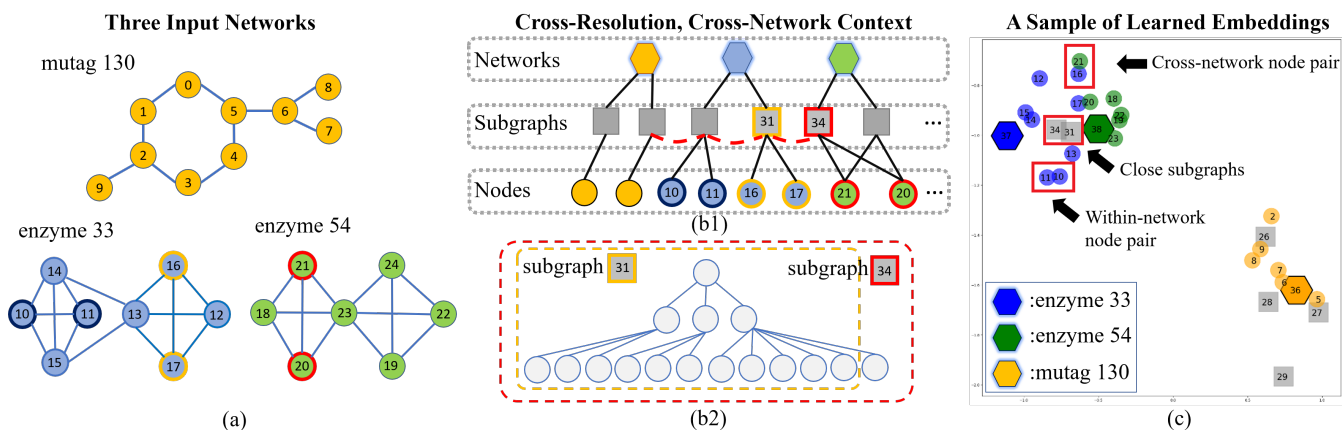 Three Input Networks
mutag 130
0
8
1
5
6
7
2
4
9
3
enzyme 33
enzyme 54
14
16
10
11
13
12
15
17
21
24
18
23
22
20
19
(a)
Cross-Resolution, Cross-Network Context
Networks
Subgraphs
31
34
...
Nodes
10
11
16
17
21
20
...
(b1)
subgraph 31
subgraph 34
(b2)
A Sample of Learned Embeddings
21
16
12
Cross-network node pair
17
20
18
15
14
22
19
37
34
31
38
23
13
Close subgraphs
11
10
Within-network
node pair
2
26
9
8
7
6
36
5
28
27
29
:enzyme 33
:enzyme 54
:mutag 130
(c)